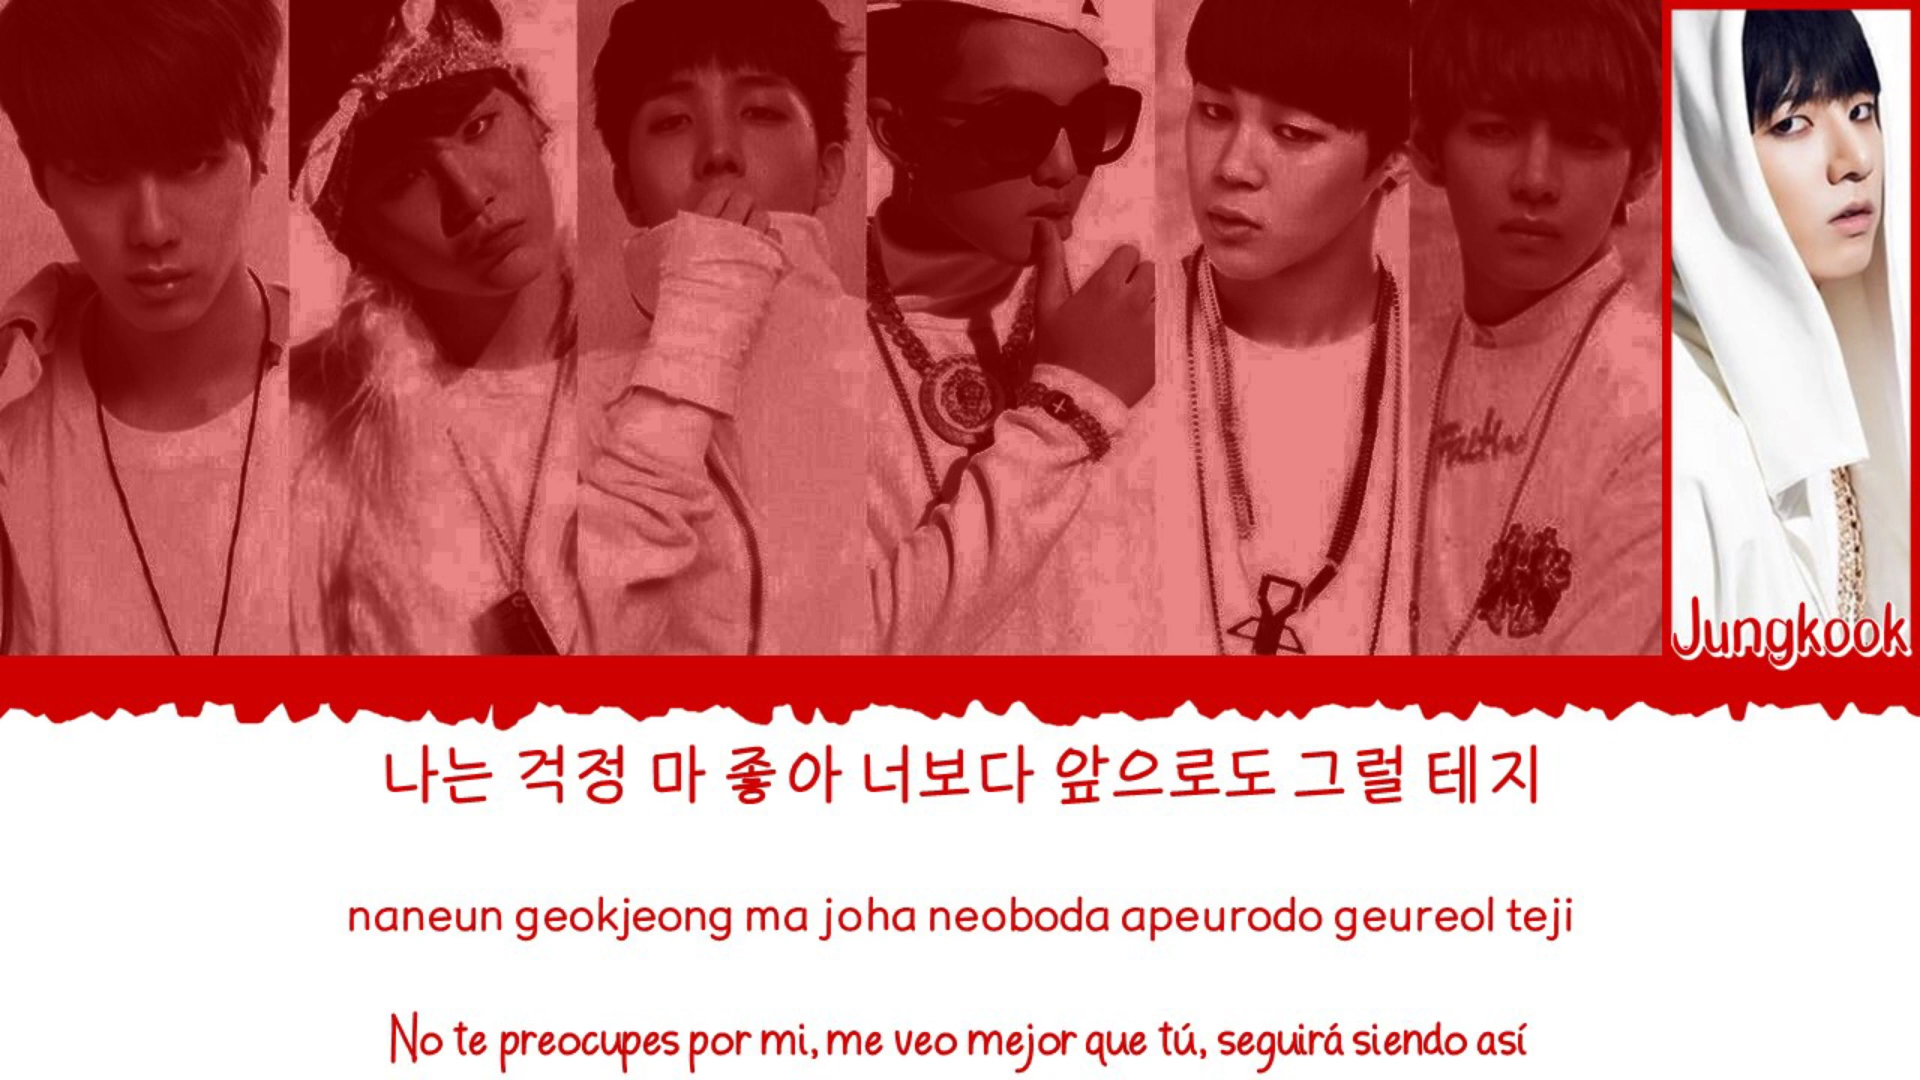 Jungkook
나는 걱정 마 좋아 너보다 앞으로도 그럴 테지
naneun geokjeong ma joha neoboda apeurodo geureol teji
No te preocupes por mi, me veo mejor que tú, seguirá siendo así